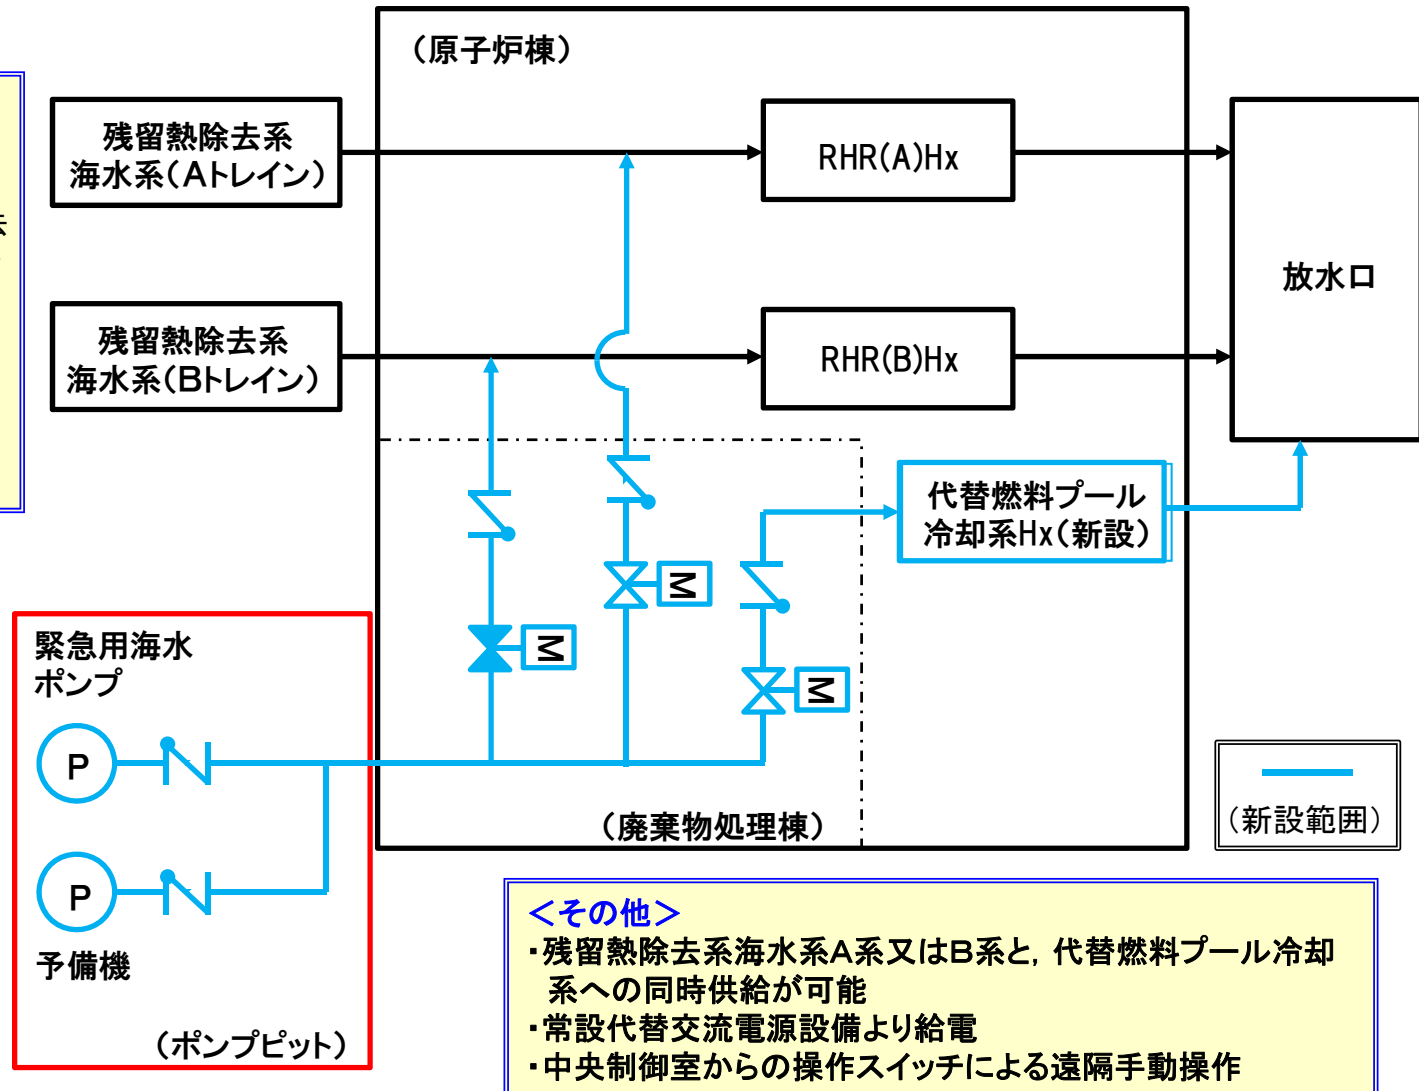 (原子炉棟)
残留熱除去系
海水系(Aトレイン)
RHR(A)Hx
放水口
残留熱除去系
海水系(Bトレイン)
RHR(B)Hx
代替燃料プール
冷却系Hx(新設)
M
M
M
緊急用海水
ポンプ
P
P
予備機
(ポンプピット)
(廃棄物処理棟)
(新設範囲)
<その他>
・残留熱除去系海水系A系又はB系と，代替燃料プール冷却
系への同時供給が可能
・常設代替交流電源設備より給電
・中央制御室からの操作スイッチによる遠隔手動操作